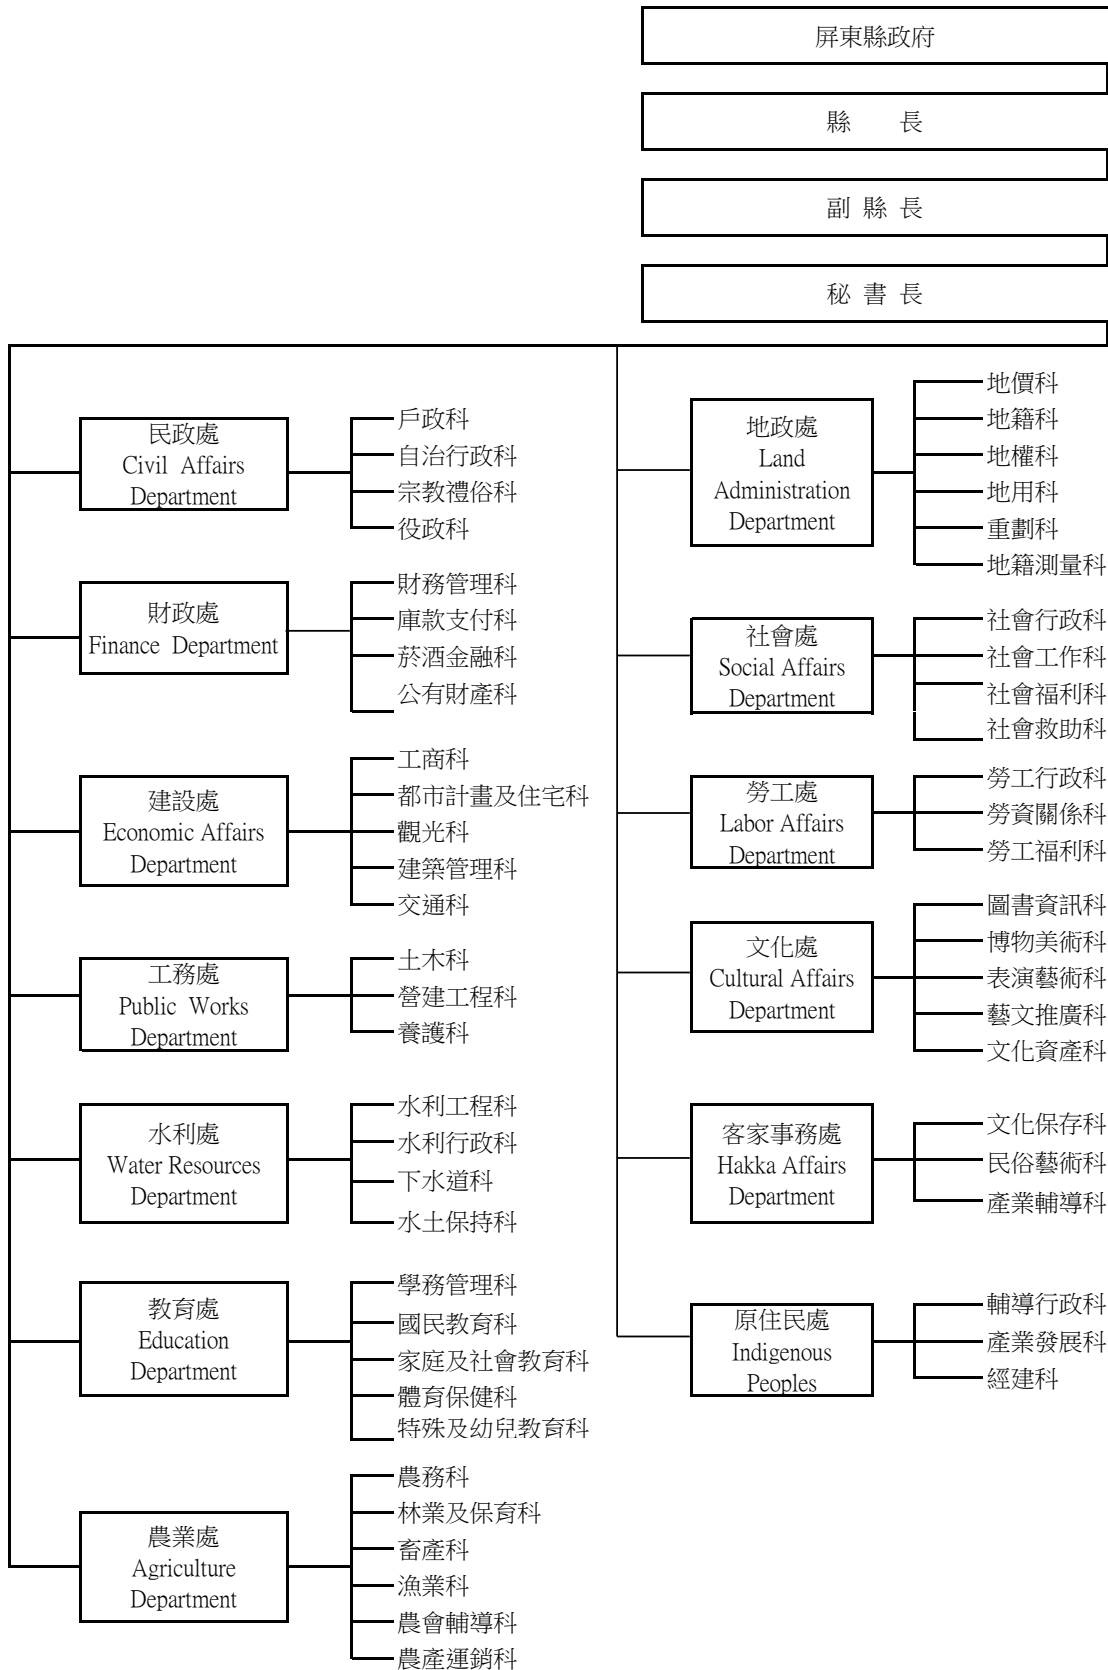 屏東縣政府
縣 長
副 縣 長
秘 書 長
民政處
Civil Affairs
Department
戶政科
自治行政科
宗教禮俗科
役政科
財政處
Finance Department
財務管理科
庫款支付科
菸酒金融科
公有財產科
建設處
Economic Affairs
Department
工商科
都市計畫及住宅科
觀光科
建築管理科
交通科
工務處
Public Works
Department
土木科
營建工程科
養護科
水利處
Water Resources
Department
水利工程科
水利行政科
下水道科
水土保持科
教育處
Education
Department
學務管理科
國民教育科
家庭及社會教育科
體育保健科
特殊及幼兒教育科
農業處
Agriculture
Department
農務科
林業及保育科
畜產科
漁業科
農會輔導科
農產運銷科
地政處
Land
Administration
Department
地價科
地籍科
地權科
地用科
重劃科
地籍測量科
社會處
Social Affairs
Department
社會行政科
社會工作科
社會福利科
社會救助科
勞工處
Labor Affairs
Department
勞工行政科
勞資關係科
勞工福利科
文化處
Cultural Affairs
Department
圖書資訊科
博物美術科
表演藝術科
藝文推廣科
文化資產科
客家事務處
Hakka Affairs
Department
文化保存科
民俗藝術科
產業輔導科
原住民處
Indigenous
Peoples
輔導行政科
產業發展科
經建科